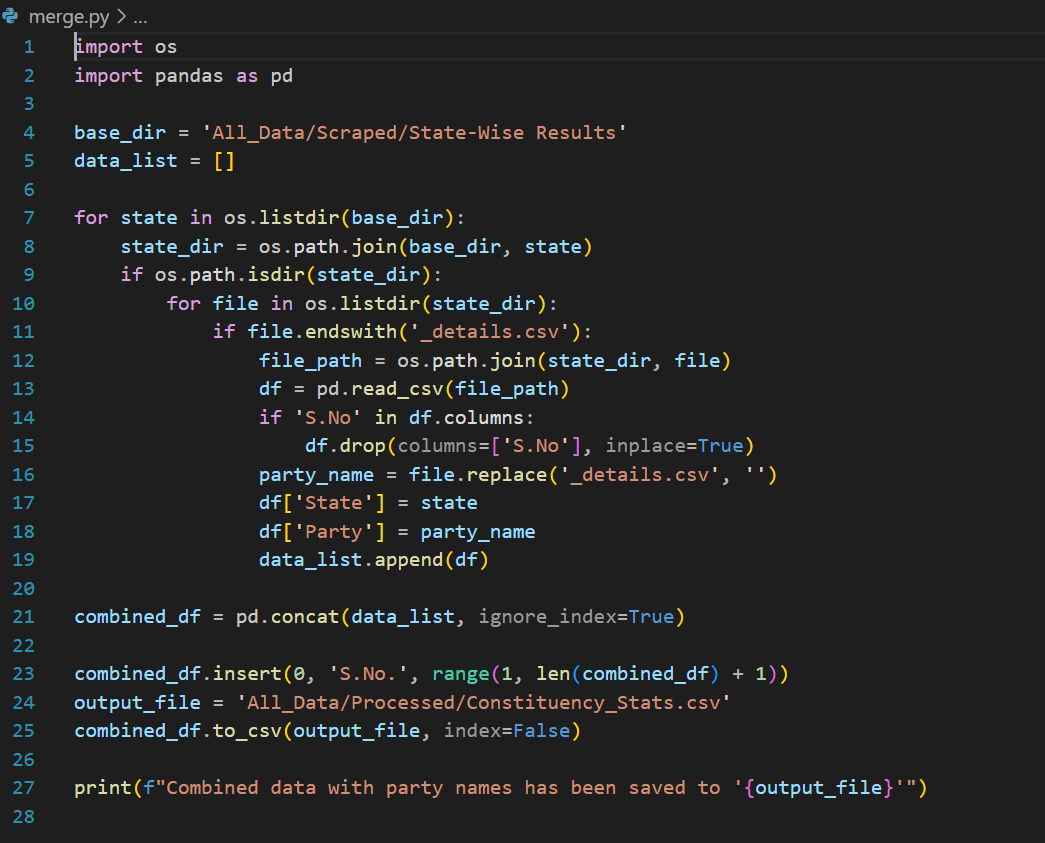 merge.py > ...
1 import os
2 import pandas as pd
3
4 base_dir = 'All_Data/Scraped/State-Wise Results'
5 data_list = []
6
7 for state in os.listdir(base_dir):
8     state_dir = os.path.join(base_dir, state)
9     if os.path.isdir(state_dir):
10         for file in os.listdir(state_dir):
11             if file.endswith('_details.csv'):
12                 file_path = os.path.join(state_dir, file)
13                 df = pd.read_csv(file_path)
14                 if 'S.No' in df.columns:
15                     df.drop(columns=['S.No'], inplace=True)
16                 party_name = file.replace('_details.csv', '')
17                 df['State'] = state
18                 df['Party'] = party_name
19                 data_list.append(df)
20
21 combined_df = pd.concat(data_list, ignore_index=True)
22
23 combined_df.insert(0, 'S.No.', range(1, len(combined_df) + 1))
24 output_file = 'All_Data/Processed/Constituency_Stats.csv'
25 combined_df.to_csv(output_file, index=False)
26
27 print(f"Combined data with party names has been saved to '{output_file}'")
28